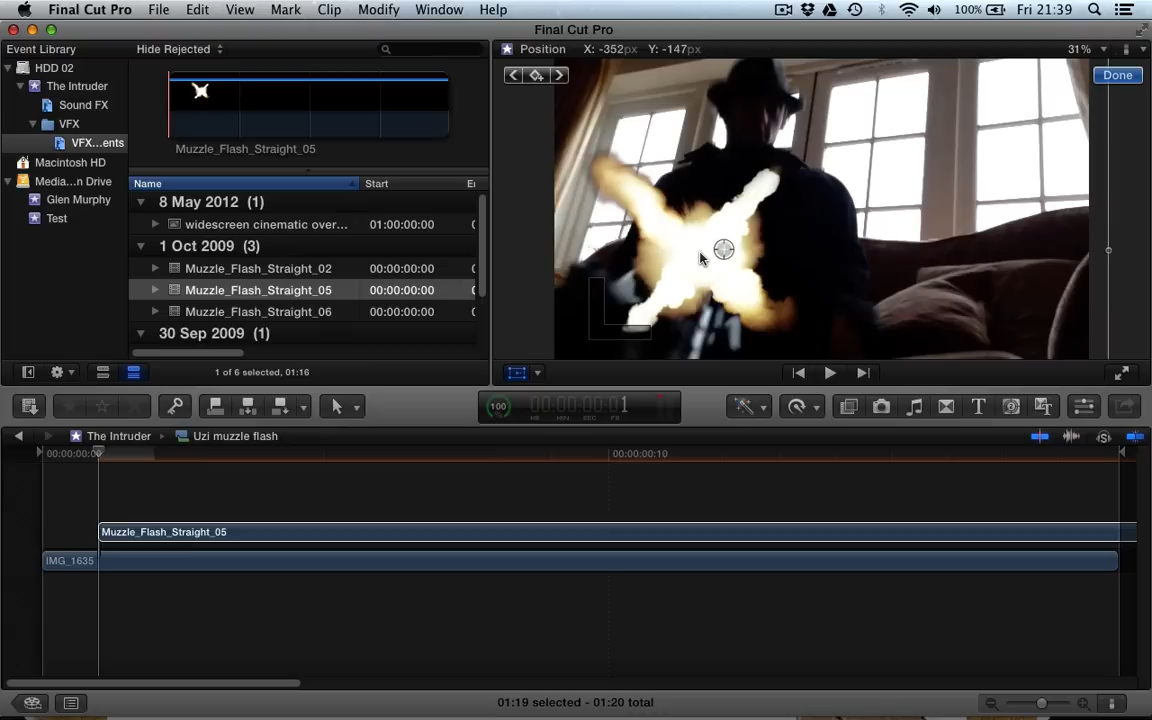 Final Cut Pro File Edit View Mark Clip Modify Window Help 100% Fri 21:39
Final Cut Pro
Event Library Hide Rejected Position X: -352px Y: -147px 31%
HDD 02
The Intruder
Sound FX
VFX
VFX...ents
Macintosh HD
Media...n Drive
Glen Murphy
Test
Muzzle_Flash_Straight_05
Name Start
8 May 2012 (1)
widescreen cinematic over... 01:00:00:00
1 Oct 2009 (3)
Muzzle_Flash_Straight_02 00:00:00:00
Muzzle_Flash_Straight_05 00:00:00:00
Muzzle_Flash_Straight_06 00:00:00:00
30 Sep 2009 (1)
1 of 6 selected, 01:16
Done
100 00:00:00:01
The Intruder Uzi muzzle flash
00:00:00:00 00:00:00:10
Muzzle_Flash_Straight_05
IMG_1635
01:19 selected - 01:20 total